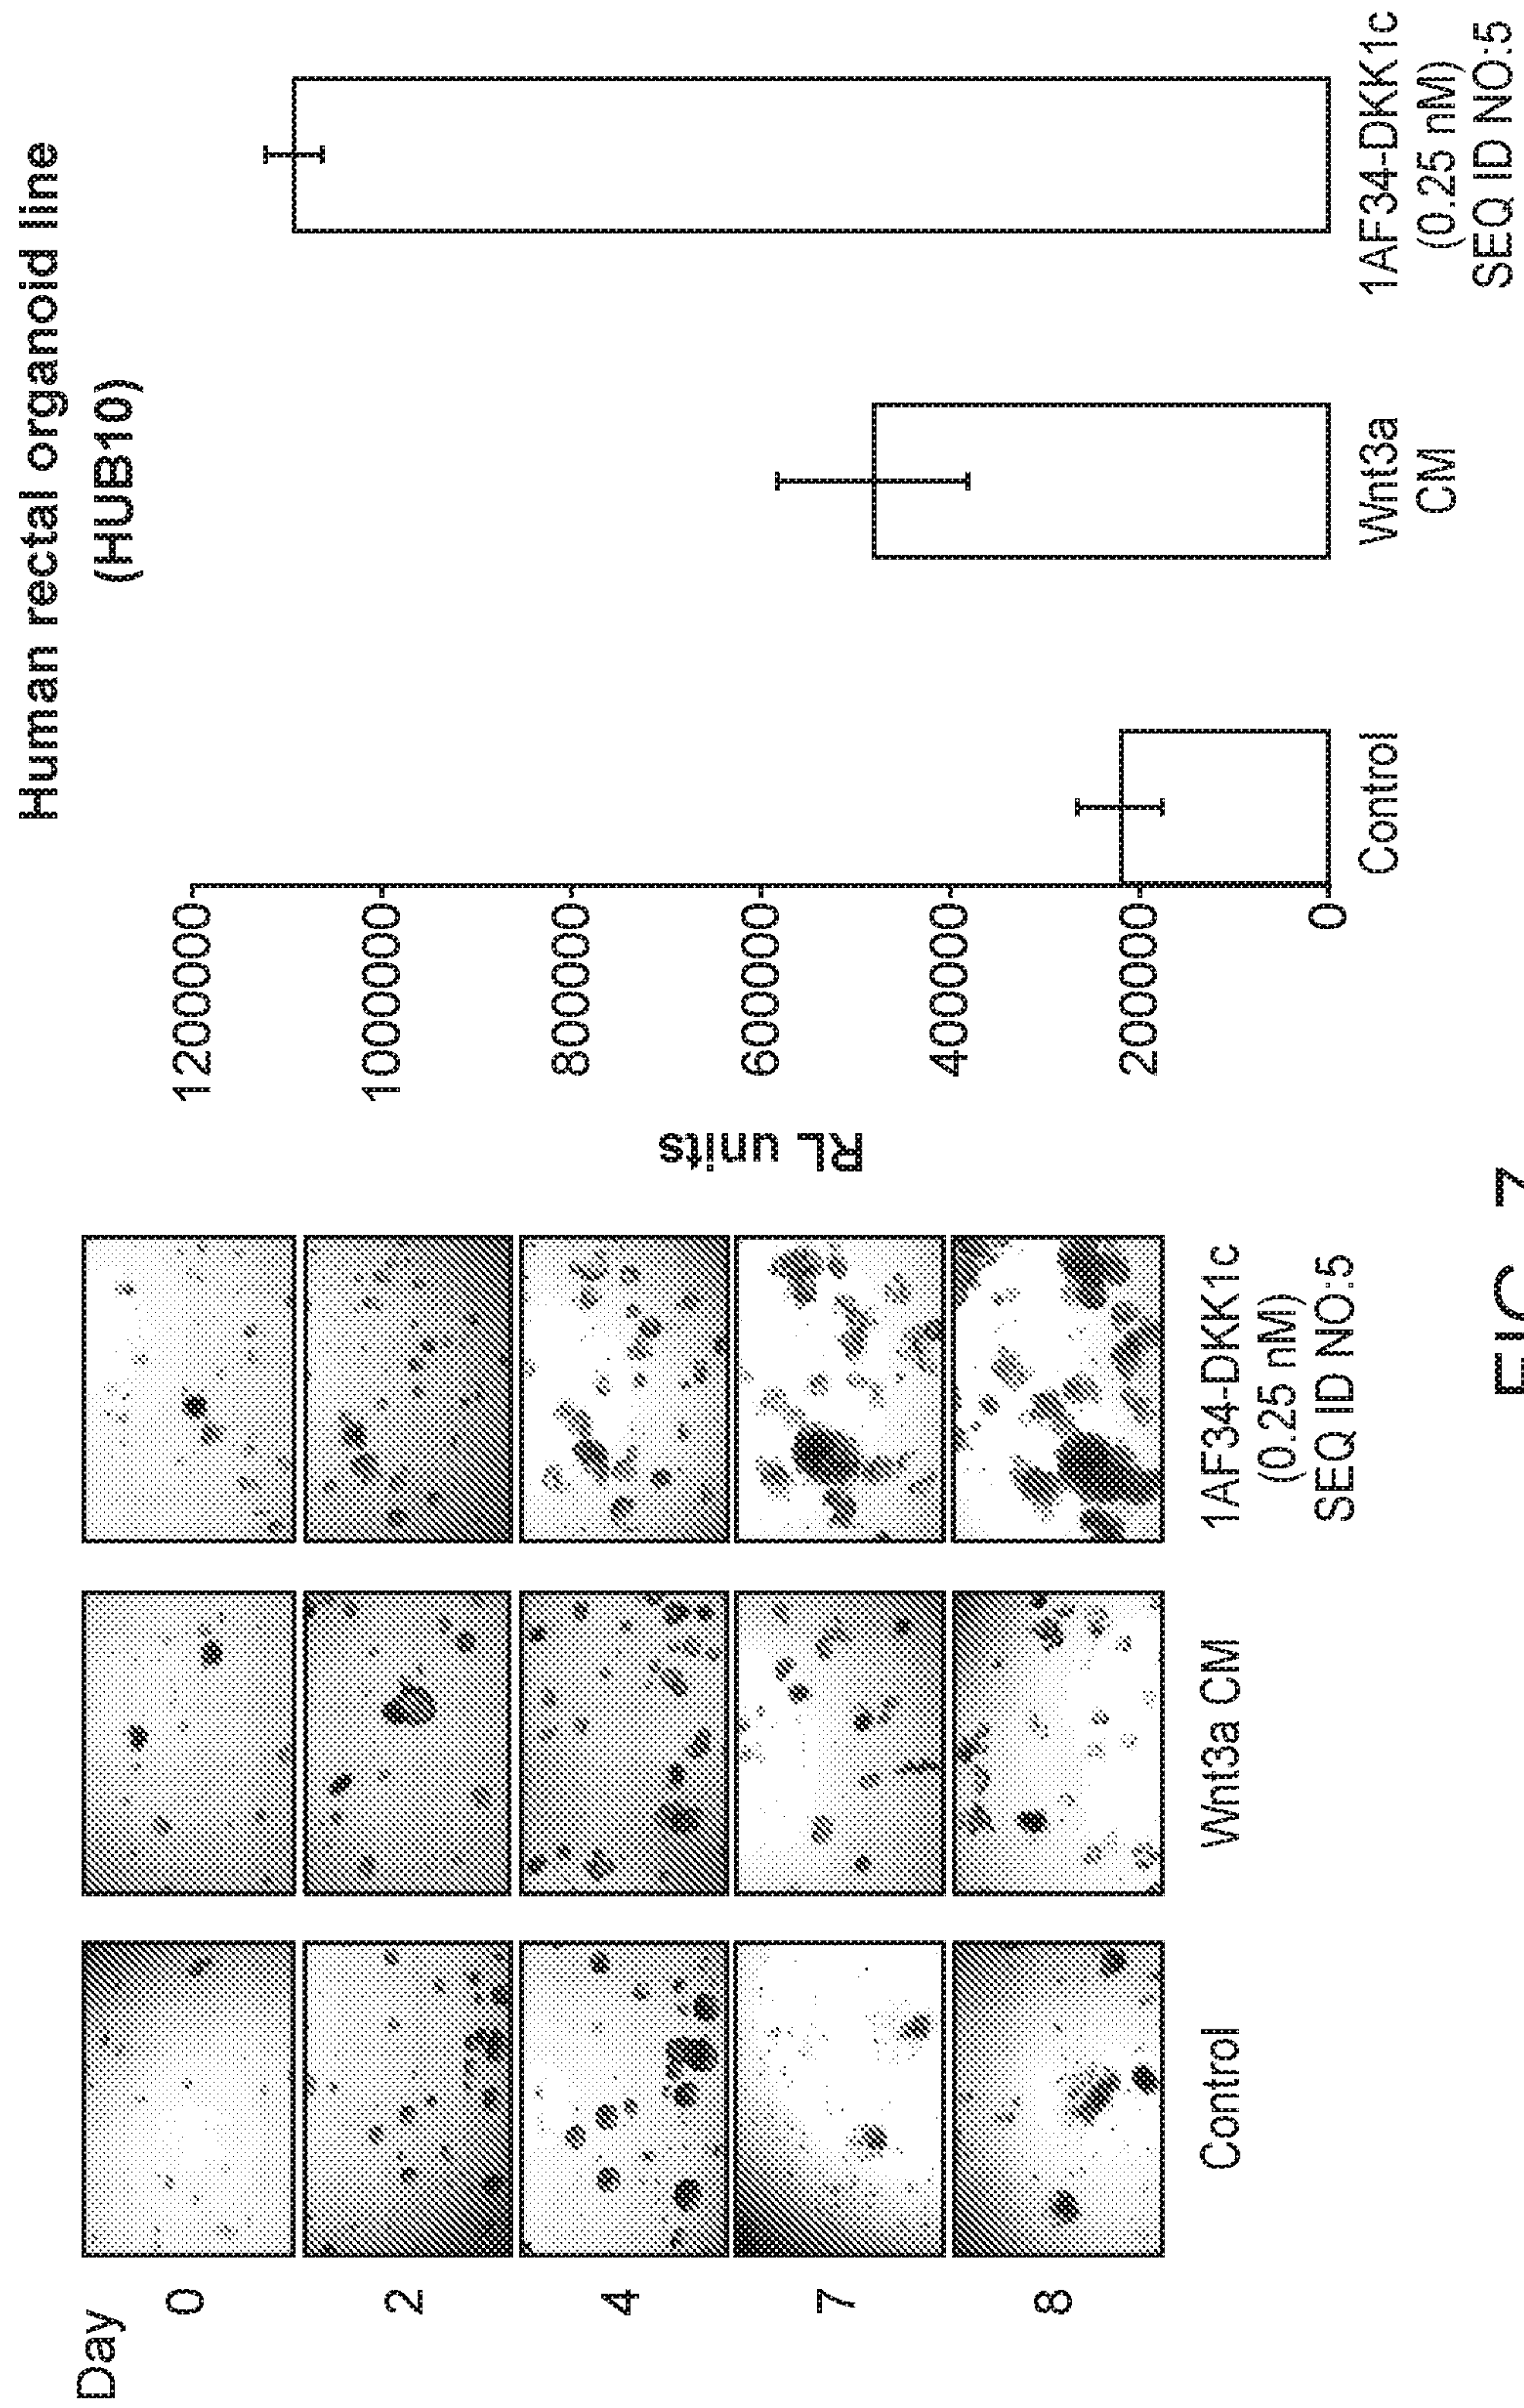 Day
0
2
4
7
8
Control
Wnt3a CM
1AF34-DKK1c
(0.25 nM)
SEQ ID NO:5
Human rectal organoid line
(HUB10)
RL units
1200000
1000000
800000
600000
400000
200000
0
Control
Wnt3a
CM
1AF34-DKK1c
(0.25 nM)
SEQ ID NO:5